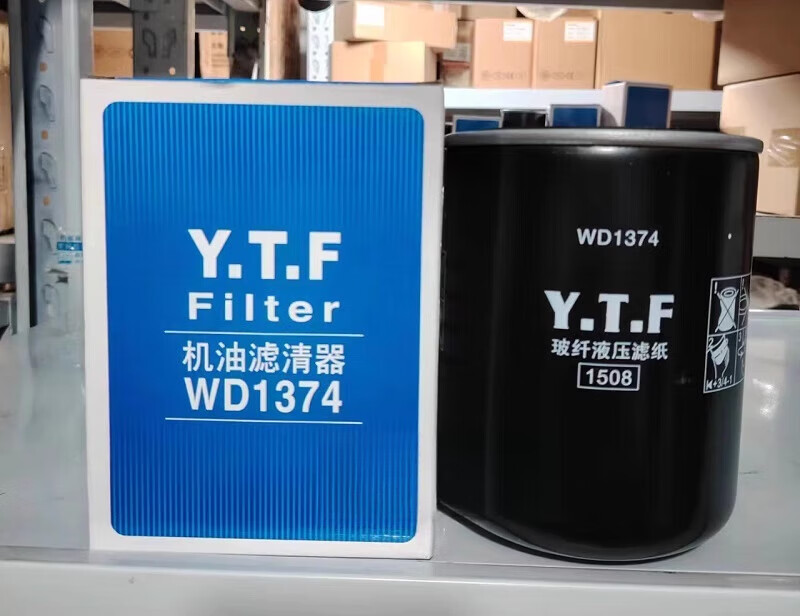 Y.T.F
Filter
机油滤清器
WD1374
WD1374
Y.T.F
玻纤液压滤纸
1508